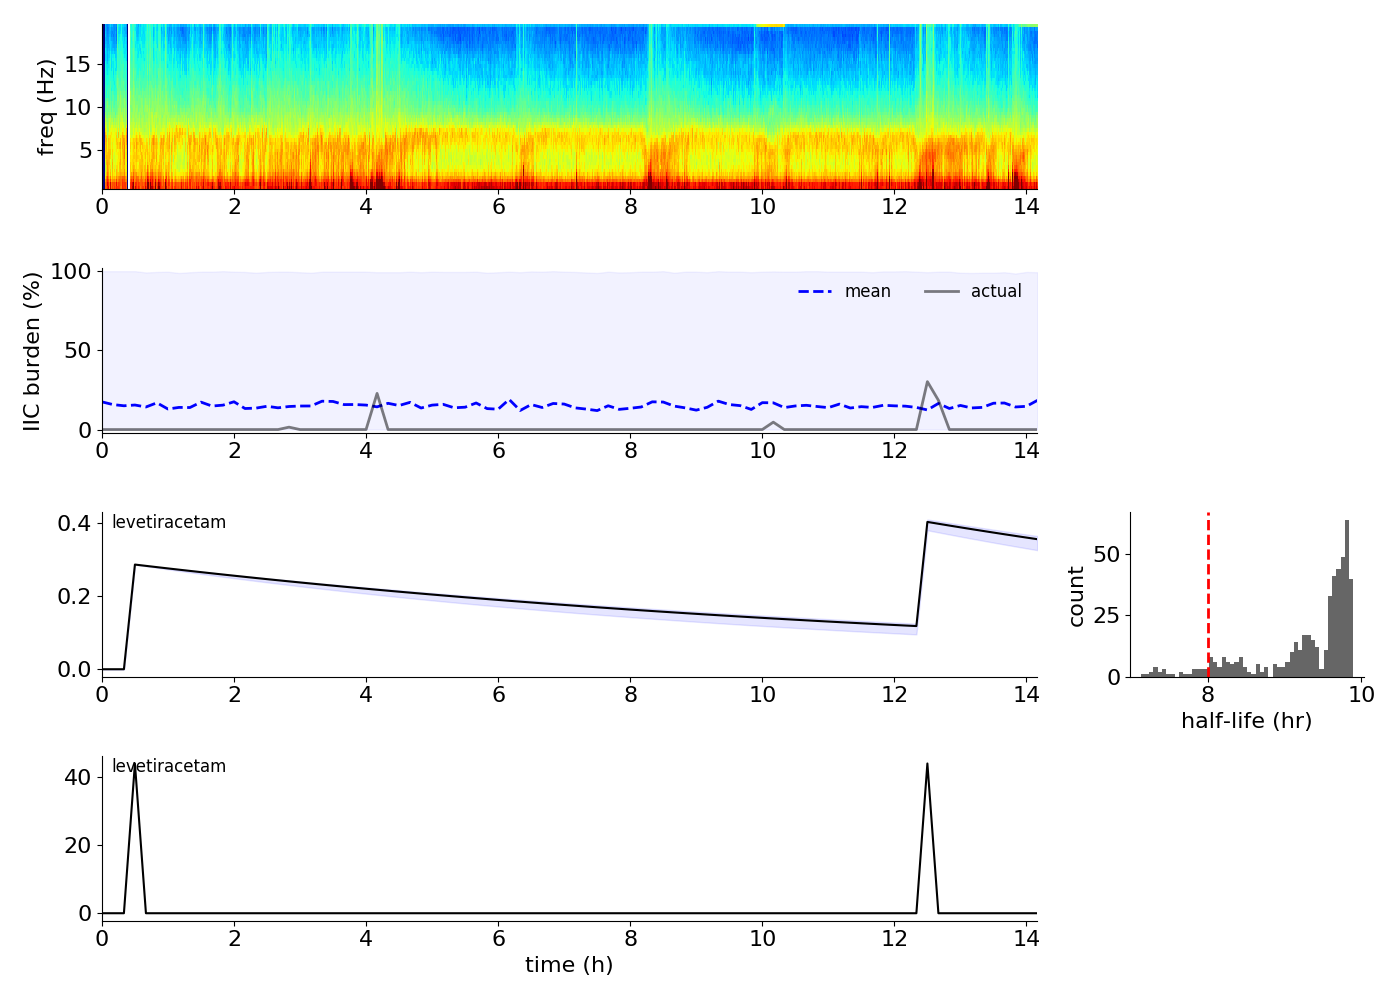 freq (Hz)
15
10
5
0 2 4 6 8 10 12 14
IIC burden (%)
100
50
0
mean actual
0 2 4 6 8 10 12 14
levetiracetam
0.4
0.2
0.0
0 2 4 6 8 10 12 14
count
50
25
0
8 10
half-life (hr)
levetiracetam
40
20
0
0 2 4 6 8 10 12 14
time (h)